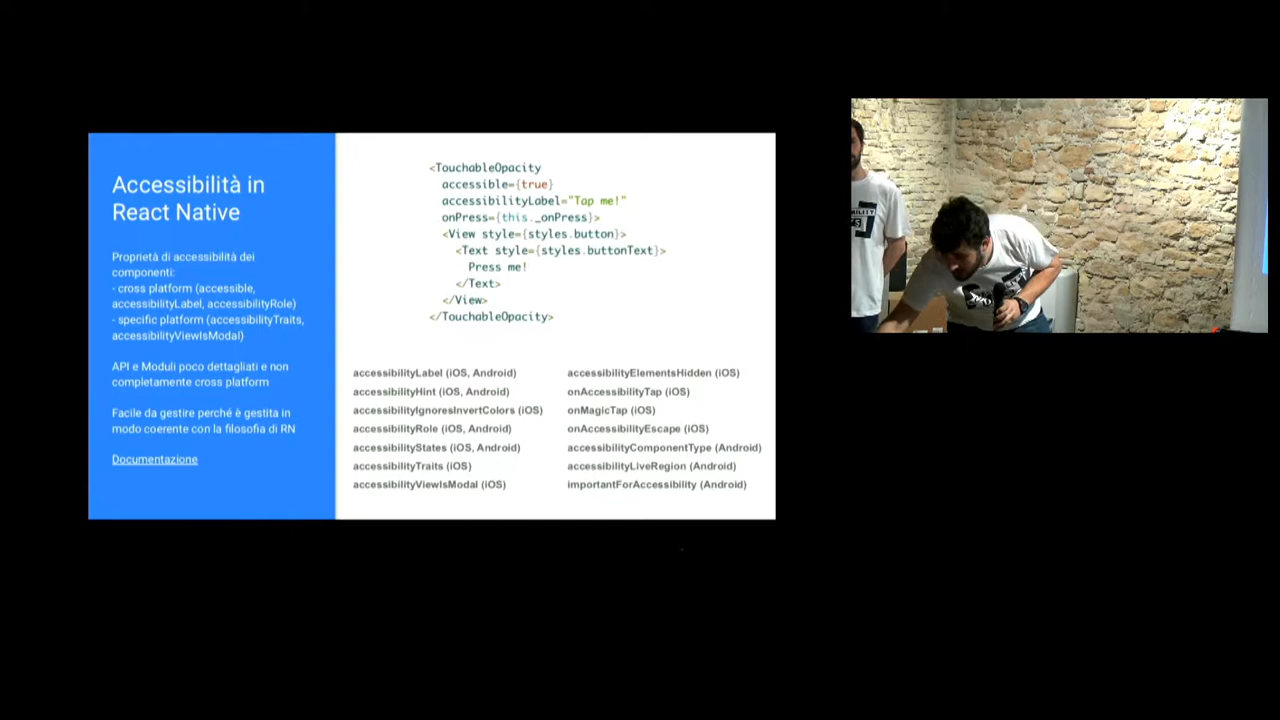 Accessibilità in
React Native
Proprietà di accessibilità dei
componenti:
- cross platform (accessible,
accessibilityLabel, accessibilityRole)
- specific platform (accessibilityTraits,
accessibilityViewIsModal)
API e Moduli poco dettagliati e non
completamente cross platform
Facile da gestire perché è gestita in
modo coerente con la filosofia di RN
Documentazione
<TouchableOpacity
accessible={true}
accessibilityLabel="Tap me!"
onPress={this._onPress}>
<View style={styles.button}>
<Text style={styles.buttonText}>
Press me!
</Text>
</View>
</TouchableOpacity>
accessibilityLabel (iOS, Android)
accessibilityHint (iOS, Android)
accessibilityIgnoresInvertColors (iOS)
accessibilityRole (iOS, Android)
accessibilityStates (iOS, Android)
accessibilityTraits (iOS)
accessibilityViewIsModal (iOS)
accessibilityElementsHidden (iOS)
onAccessibilityTap (iOS)
onMagicTap (iOS)
onAccessibilityEscape (iOS)
accessibilityComponentType (Android)
accessibilityLiveRegion (Android)
importantForAccessibility (Android)